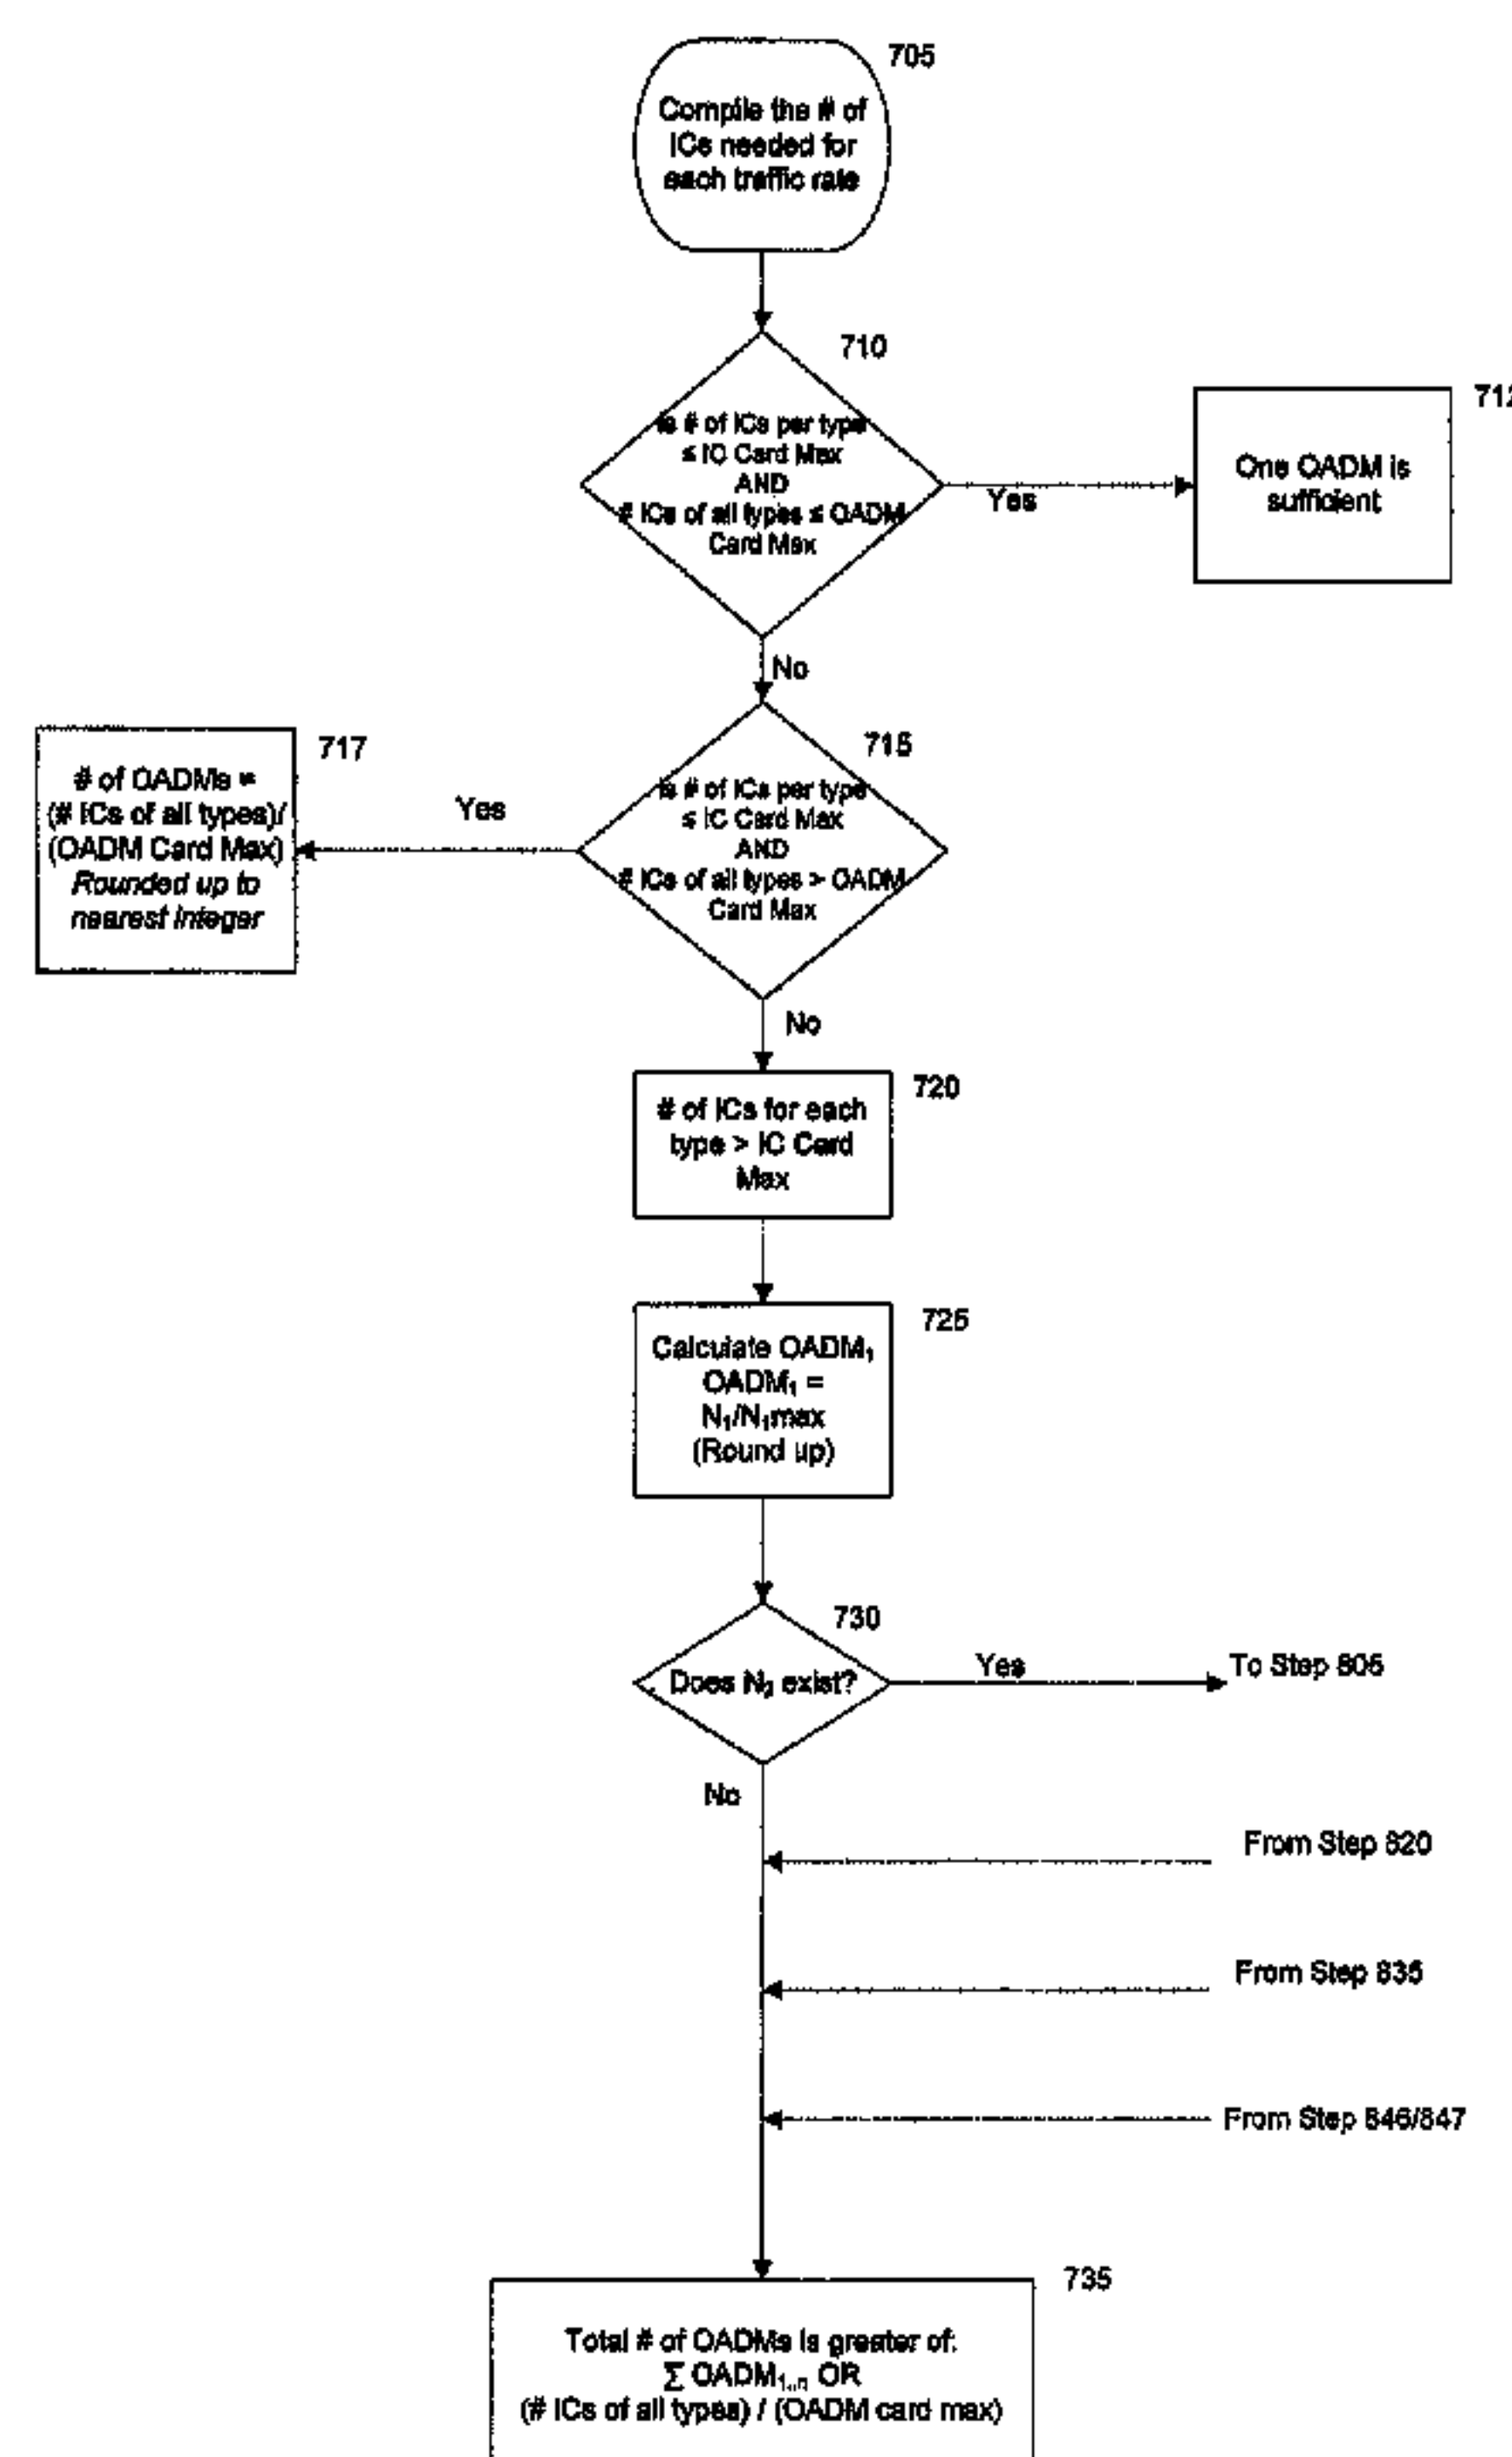 705
Compile the # of
ICs needed for
each traffic rate
710
Is # of ICs per type
≤ IC Card Max
AND
# ICs of all types ≤ OADM
Card Max
Yes
712
One OADM is
sufficient
No
715
Is # of ICs per type
≤ IC Card Max
AND
# ICs of all types > OADM
Card Max
Yes
717
# of OADMs =
(# ICs of all types)/
(OADM Card Max)
Rounded up to
nearest integer
No
720
# of ICs for each
type > IC Card
Max
725
Calculate OADM₁
OADM₁ =
N₁/N₁max
(Round up)
730
Does N₂ exist?
Yes
To Step 805
No
From Step 820
From Step 835
From Step 846/847
735
Total # of OADMs is greater of:
∑ OADM₁..ₙ OR
(# ICs of all types) / (OADM card max)